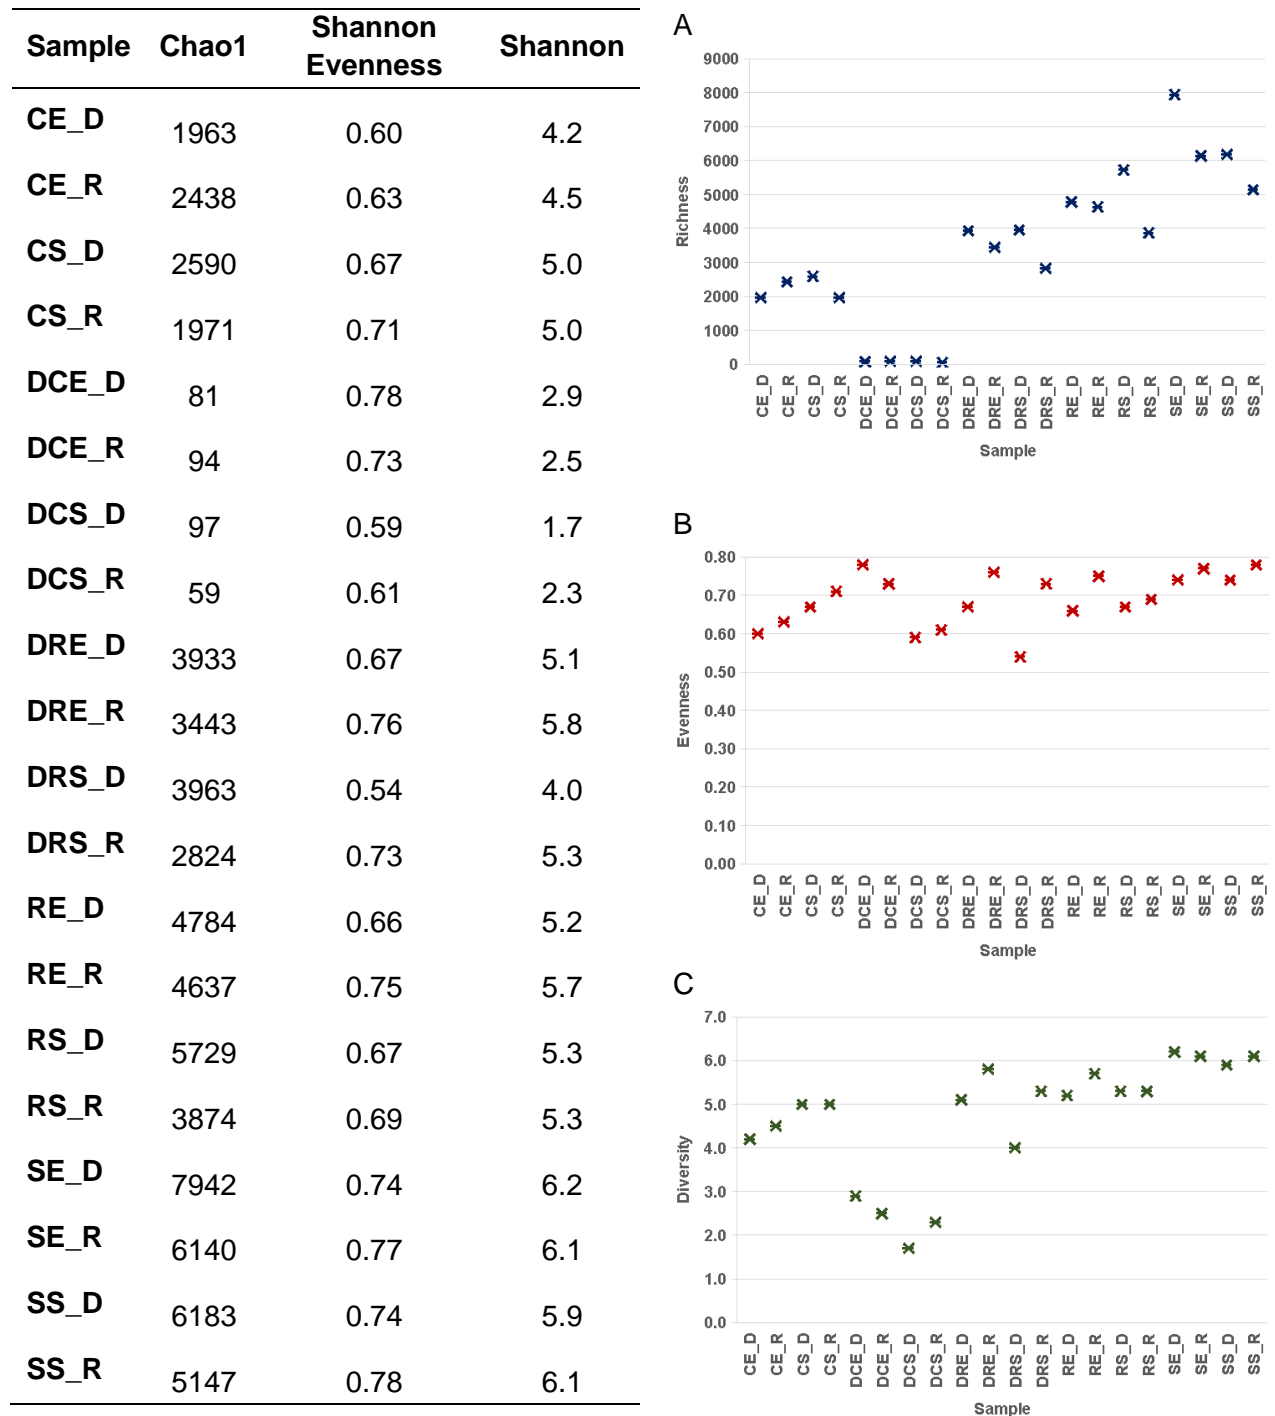 Sample Chao1 Shannon Evenness Shannon
CE_D 1963 0.60 4.2
CE_R 2438 0.63 4.5
CS_D 2590 0.67 5.0
CS_R 1971 0.71 5.0
DCE_D 81 0.78 2.9
DCE_R 94 0.73 2.5
DCS_D 97 0.59 1.7
DCS_R 59 0.61 2.3
DRE_D 3933 0.67 5.1
DRE_R 3443 0.76 5.8
DRS_D 3963 0.54 4.0
DRS_R 2824 0.73 5.3
RE_D 4784 0.66 5.2
RE_R 4637 0.75 5.7
RS_D 5729 0.67 5.3
RS_R 3874 0.69 5.3
SE_D 7942 0.74 6.2
SE_R 6140 0.77 6.1
SS_D 6183 0.74 5.9
SS_R 5147 0.78 6.1
A
Richness
9000
8000
7000
6000
5000
4000
3000
2000
1000
0
CE_D CE_R CS_D CS_R DCE_D DCE_R DCS_D DCS_R DRE_D DRE_R DRS_D DRS_R RE_D RE_R RS_D RS_R SE_D SE_R SS_D SS_R
Sample
B
Evenness
0.80
0.70
0.60
0.50
0.40
0.30
0.20
0.10
0.00
CE_D CE_R CS_D CS_R DCE_D DCE_R DCS_D DCS_R DRE_D DRE_R DRS_D DRS_R RE_D RE_R RS_D RS_R SE_D SE_R SS_D SS_R
Sample
C
Diversity
7.0
6.0
5.0
4.0
3.0
2.0
1.0
0.0
CE_D CE_R CS_D CS_R DCE_D DCE_R DCS_D DCS_R DRE_D DRE_R DRS_D DRS_R RE_D RE_R RS_D RS_R SE_D SE_R SS_D SS_R
Sample